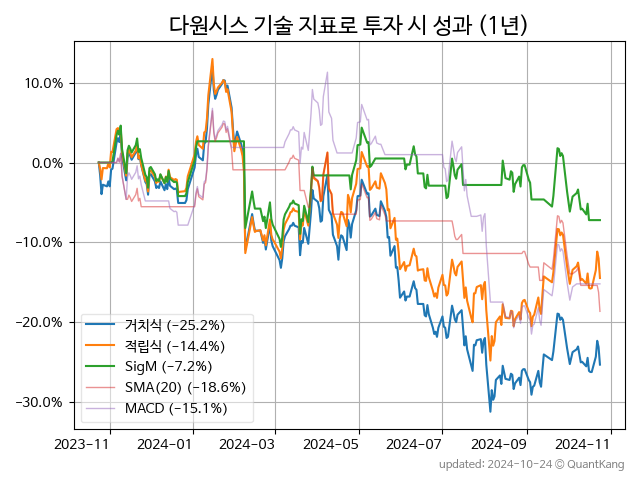 다원시스 기술 지표로 투자 시 성과 (1년)
10.0%
0.0%
−10.0%
−20.0%
−30.0%
거치식 (−25.2%)
적립식 (−14.4%)
SigM (−7.2%)
SMA(20) (−18.6%)
MACD (−15.1%)
2023-11 2024-01 2024-03 2024-05 2024-07 2024-09 2024-11
updated: 2024-10-24 © QuantKang